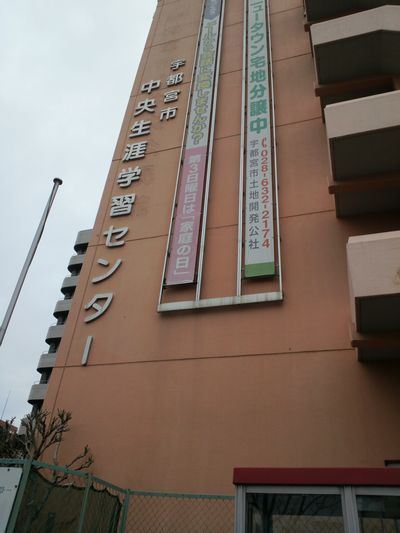 宇都宮市
中央生涯学習センター
第3日曜日は「家庭の日」
ニュータウン宅地分譲中
☎028-632-2174
宇都宮市土地開発公社